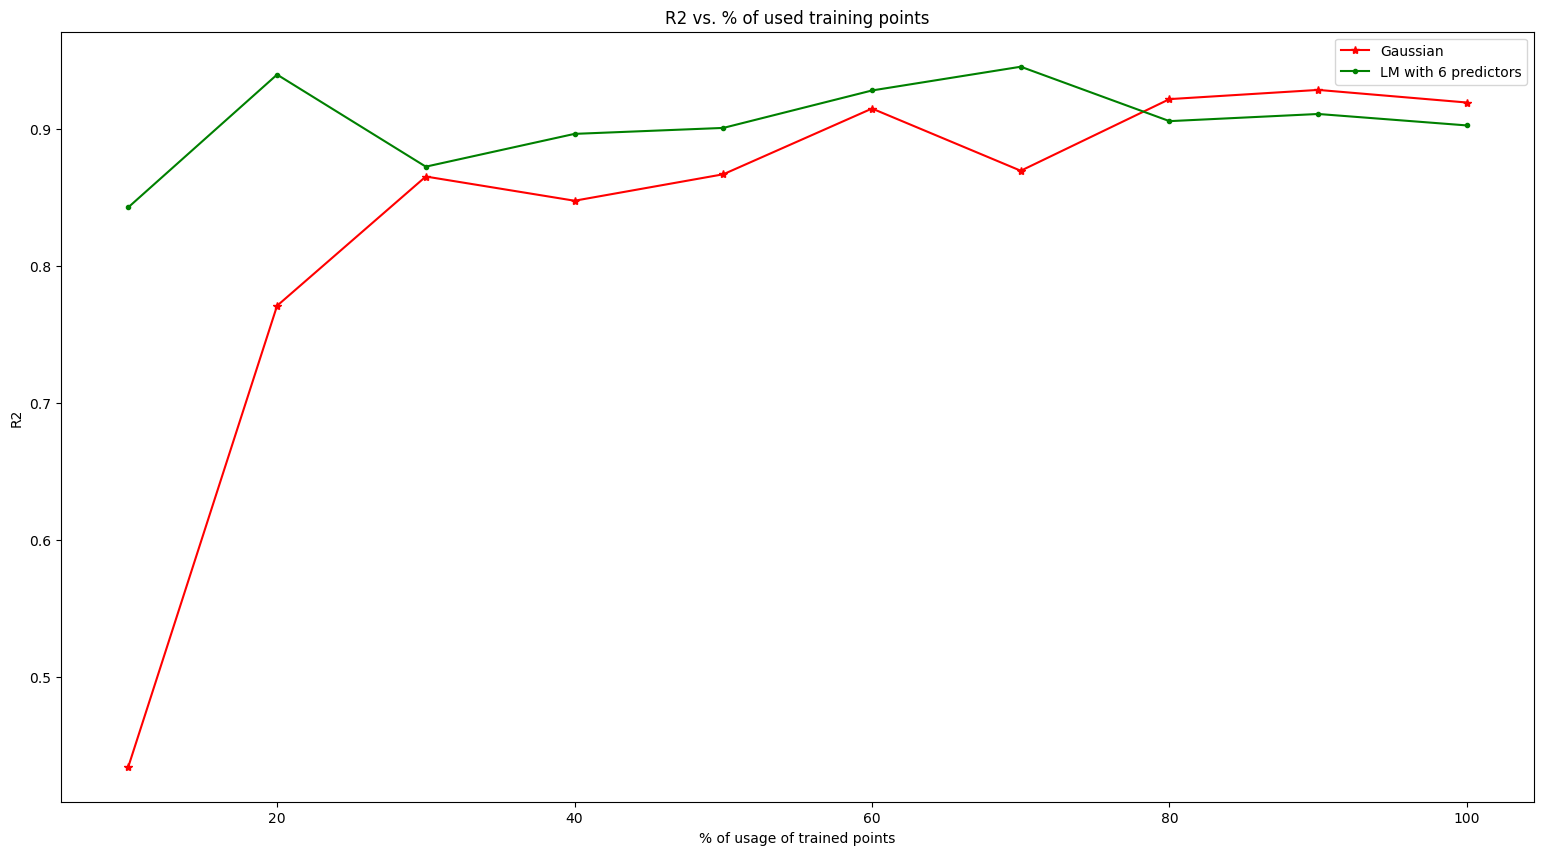 R2 vs. % of used training points
Gaussian
LM with 6 predictors
R2
0.9
0.8
0.7
0.6
0.5
20
40
60
80
100
% of usage of trained points